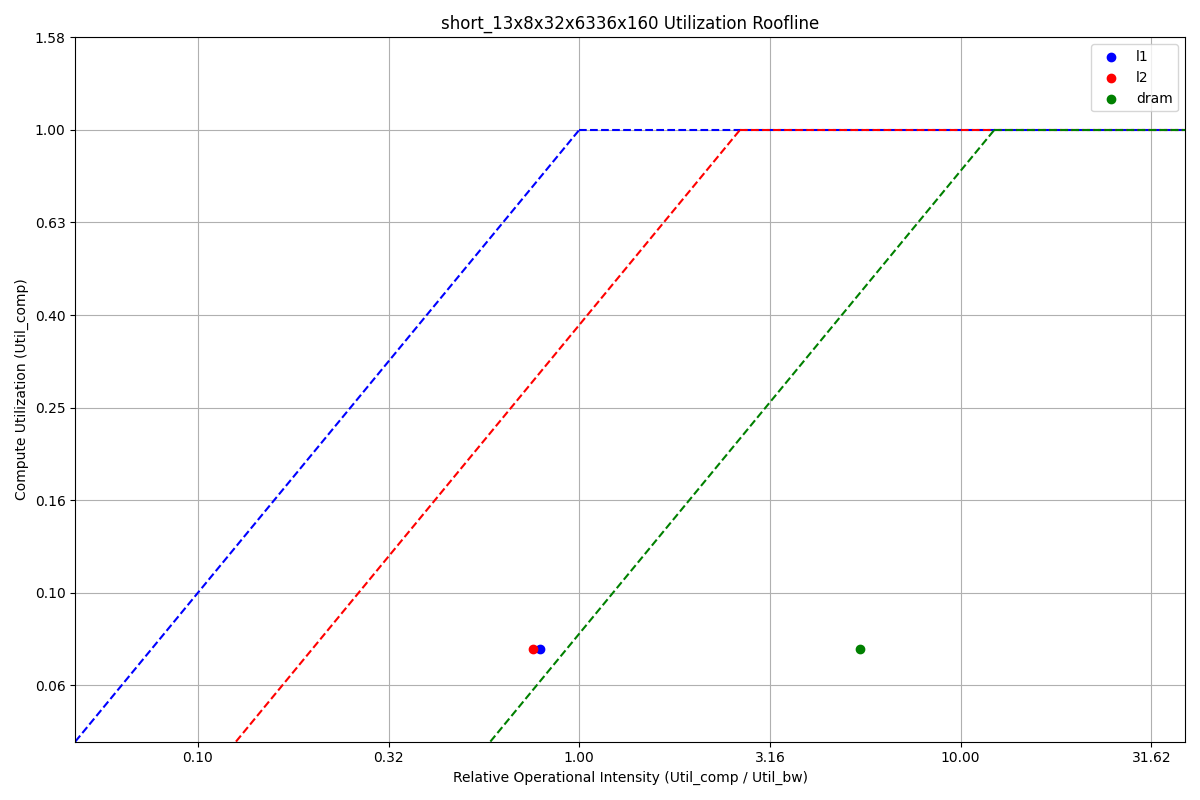 short_13x8x32x6336x160 Utilization Roofline
1.58
1.00
0.63
0.40
0.25
0.16
0.10
0.06
Compute Utilization (Util_comp)
l1
l2
dram
0.10
0.32
1.00
3.16
10.00
31.62
Relative Operational Intensity (Util_comp / Util_bw)